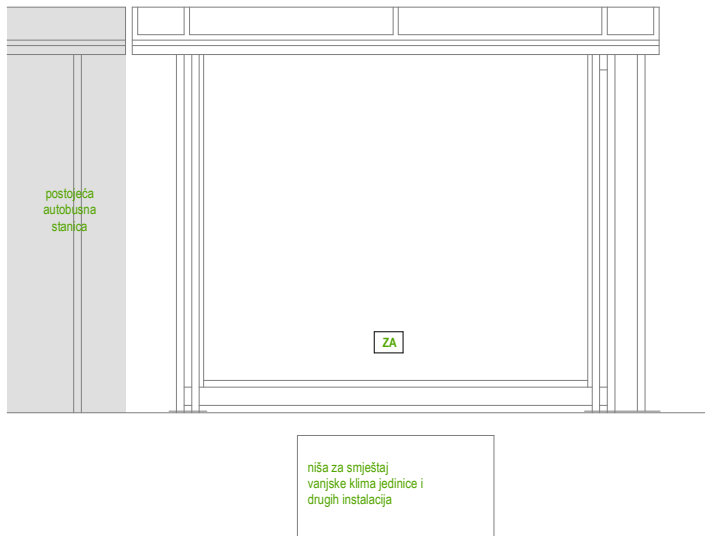 postojeća
autobusna
stanica
ZA
niša za smještaj
vanjske klima jedinice i
drugih instalacija